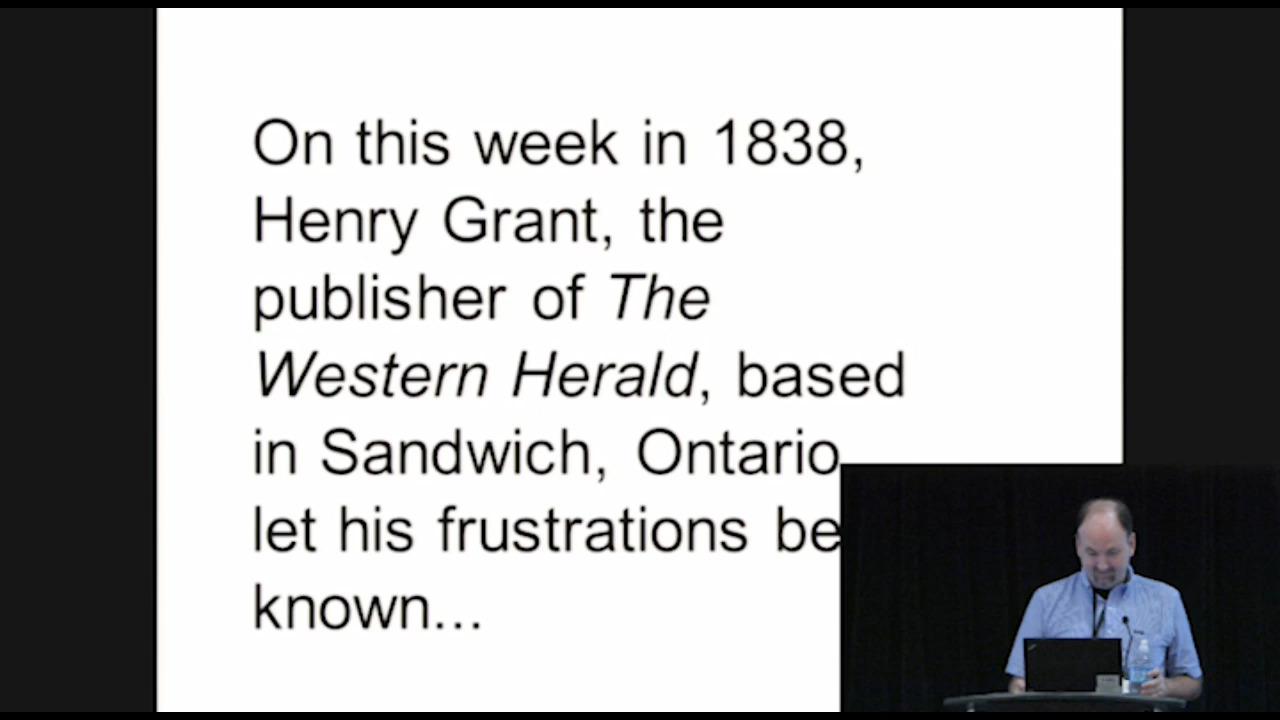 On this week in 1838,
Henry Grant, the
publisher of The
Western Herald, based
in Sandwich, Ontario
let his frustrations be
known...